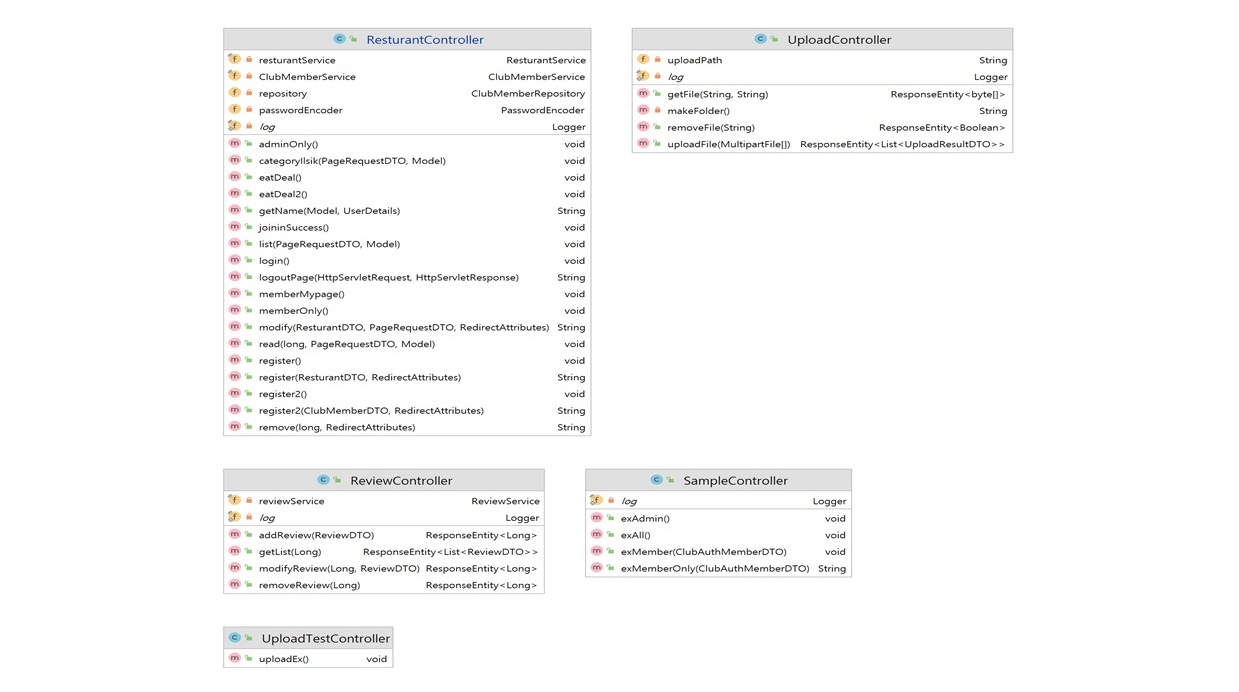 ResturantController
resturantService ResturantService
ClubMemberService ClubMemberService
repository ClubMemberRepository
passwordEncoder PasswordEncoder
log Logger
adminOnly() void
categoryIlsik(PageRequestDTO, Model) void
eatDeal() void
eatDeal2() void
getName(Model, UserDetails) String
joininSuccess() void
list(PageRequestDTO, Model) void
login() void
logoutPage(HttpServletRequest, HttpServletResponse) String
memberMypage() void
memberOnly() void
modify(ResturantDTO, PageRequestDTO, RedirectAttributes) String
read(long, PageRequestDTO, Model) void
register() void
register(ResturantDTO, RedirectAttributes) String
register2() void
register2(ClubMemberDTO, RedirectAttributes) String
remove(long, RedirectAttributes) String
UploadController
uploadPath String
log Logger
getFile(String, String) ResponseEntity<byte[]>
makeFolder() String
removeFile(String) ResponseEntity<Boolean>
uploadFile(MultipartFile[]) ResponseEntity<List<UploadResultDTO>>
ReviewController
reviewService ReviewService
log Logger
addReview(ReviewDTO) ResponseEntity<Long>
getList(Long) ResponseEntity<List<ReviewDTO>>
modifyReview(Long, ReviewDTO) ResponseEntity<Long>
removeReview(Long) ResponseEntity<Long>
SampleController
log Logger
exAdmin() void
exAll() void
exMember(ClubAuthMemberDTO) void
exMemberOnly(ClubAuthMemberDTO) String
UploadTestController
uploadEx() void